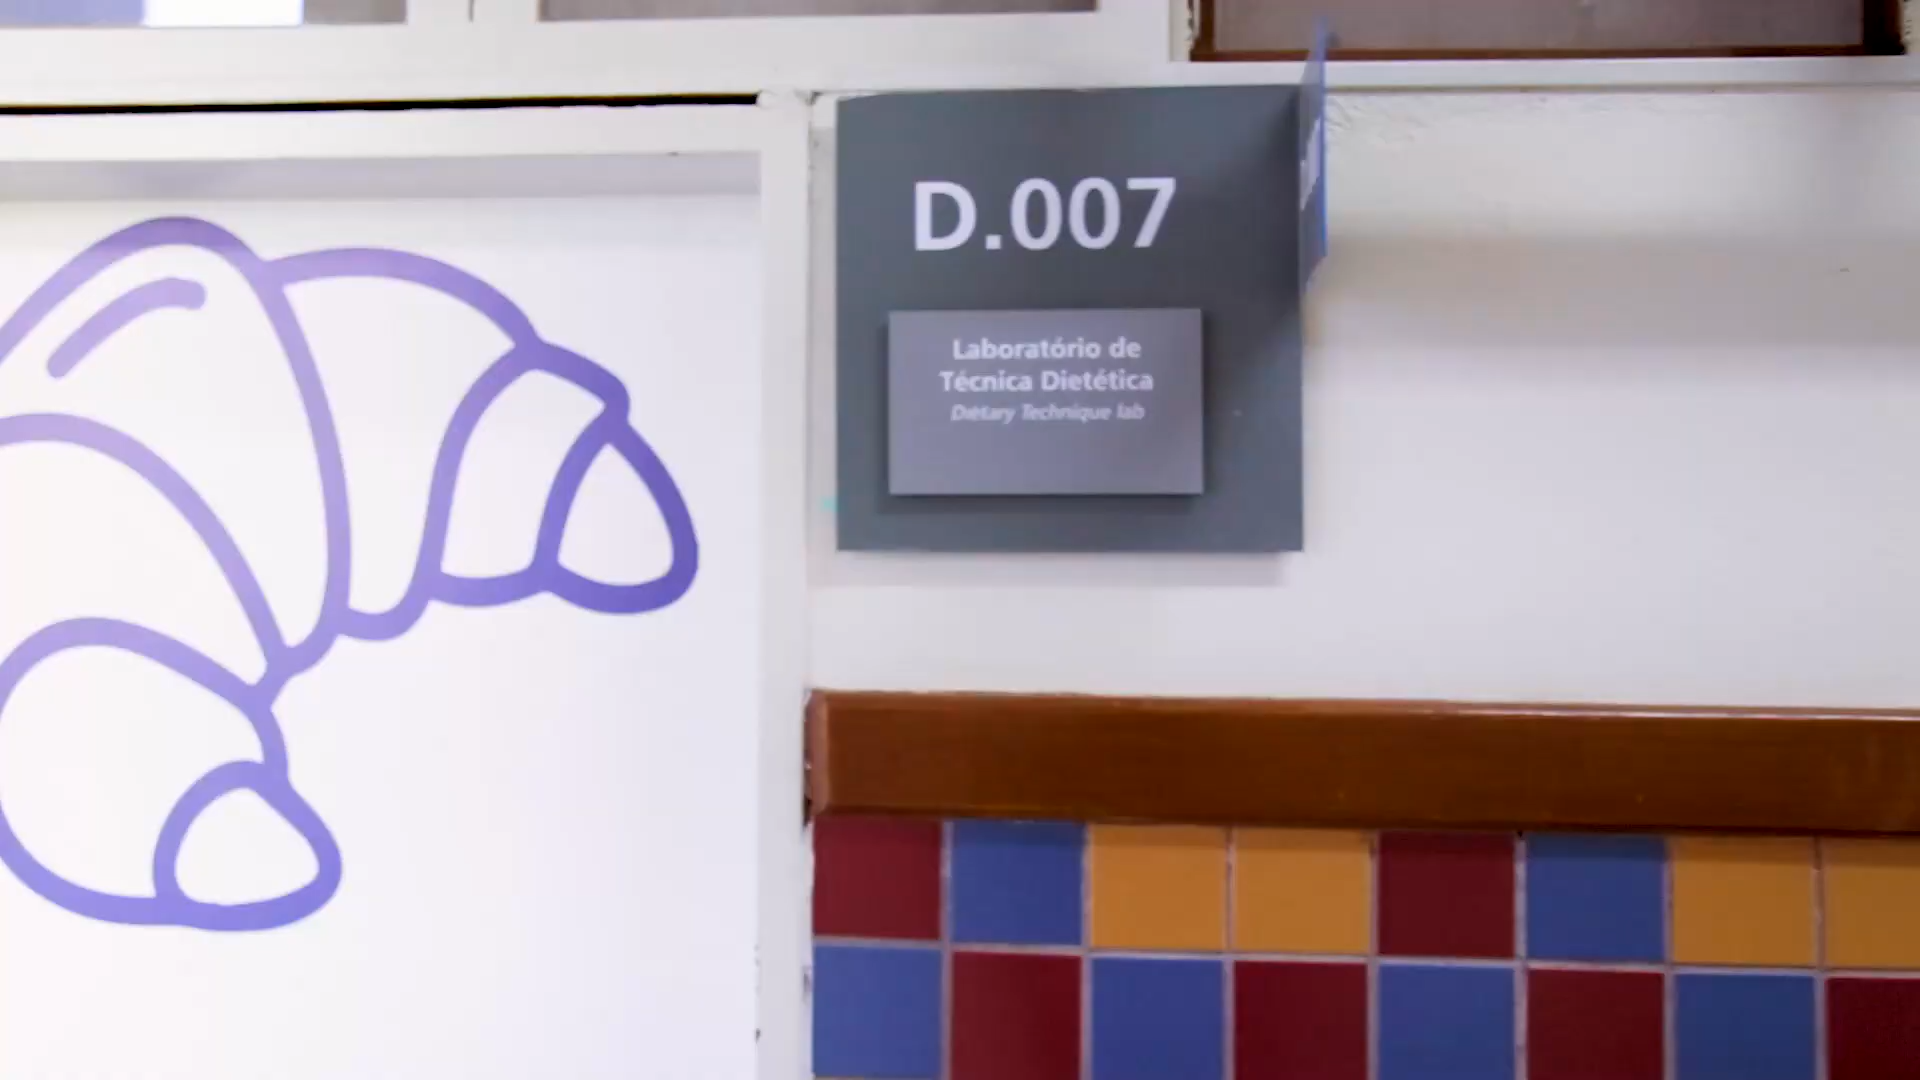 D.007
Laboratório de
Técnica Dietética
Dietary Technique lab